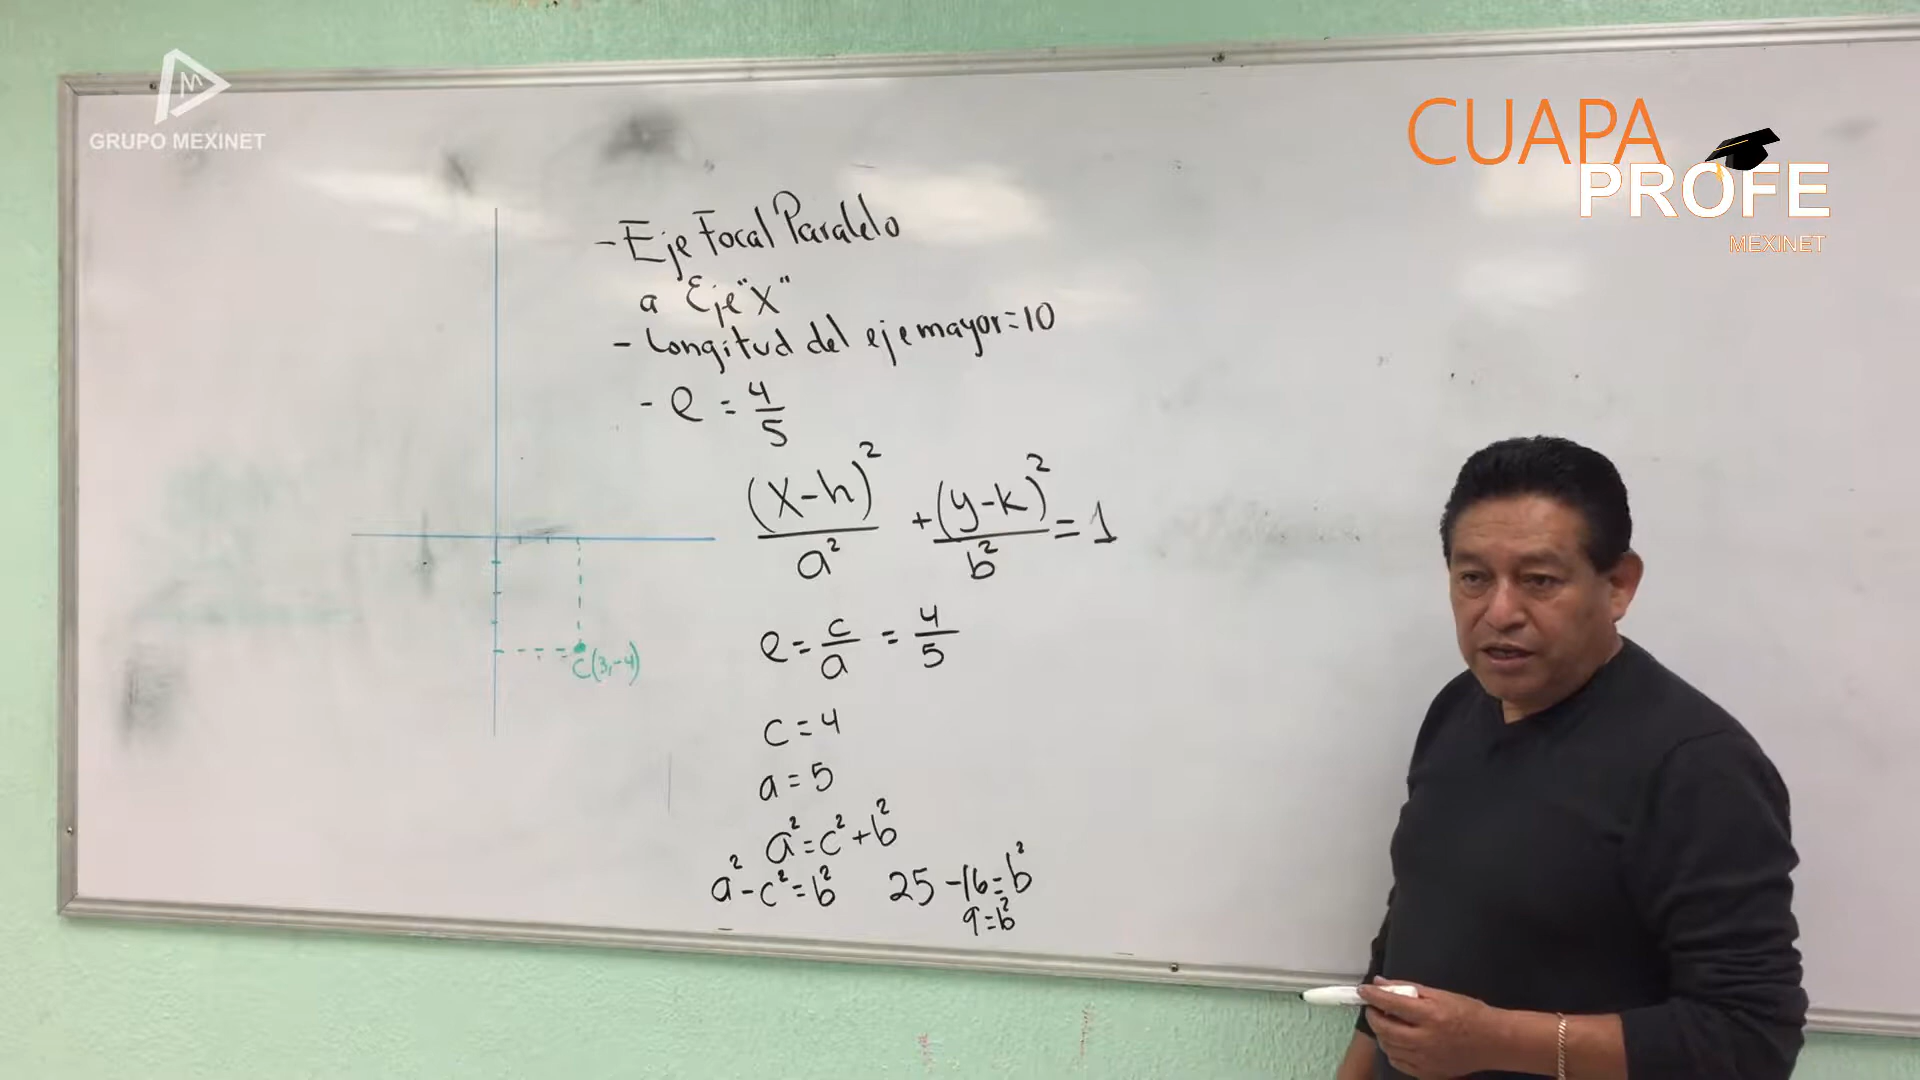 GRUPO MEXINET
CUAPA
PROFE
MEXINET
- Eje Focal Paralelo
a Eje "X"
- Longitud del eje mayor = 10
- e = 4/5
(x-h)²/a² + (y-k)²/b² = 1
C(3,-4)
e = c/a = 4/5
c = 4
a = 5
a² = c² + b²
a² - c² = b²
25 - 16 = b²
9 = b²